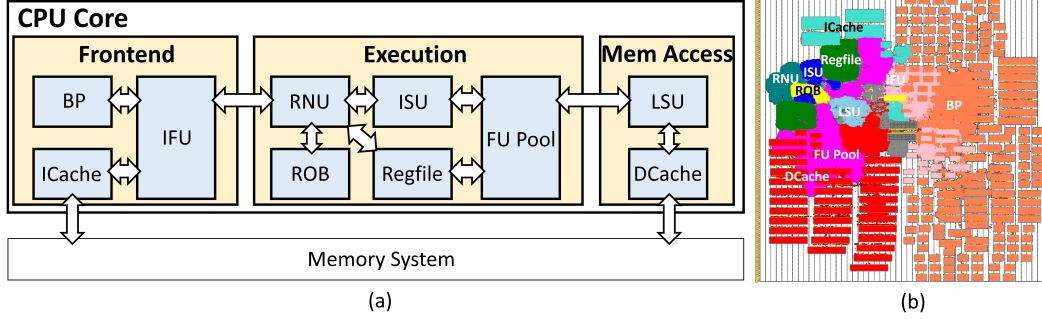 CPU Core
Frontend
Execution
Mem Access
BP
IFU
RNU
ISU
FU Pool
LSU
ICache
ROB
Regfile
DCache
Memory System
(a)
ICache
Regfile
RNU
ISU
IFU
ROB
BP
LSU
FU Pool
DCache
(b)